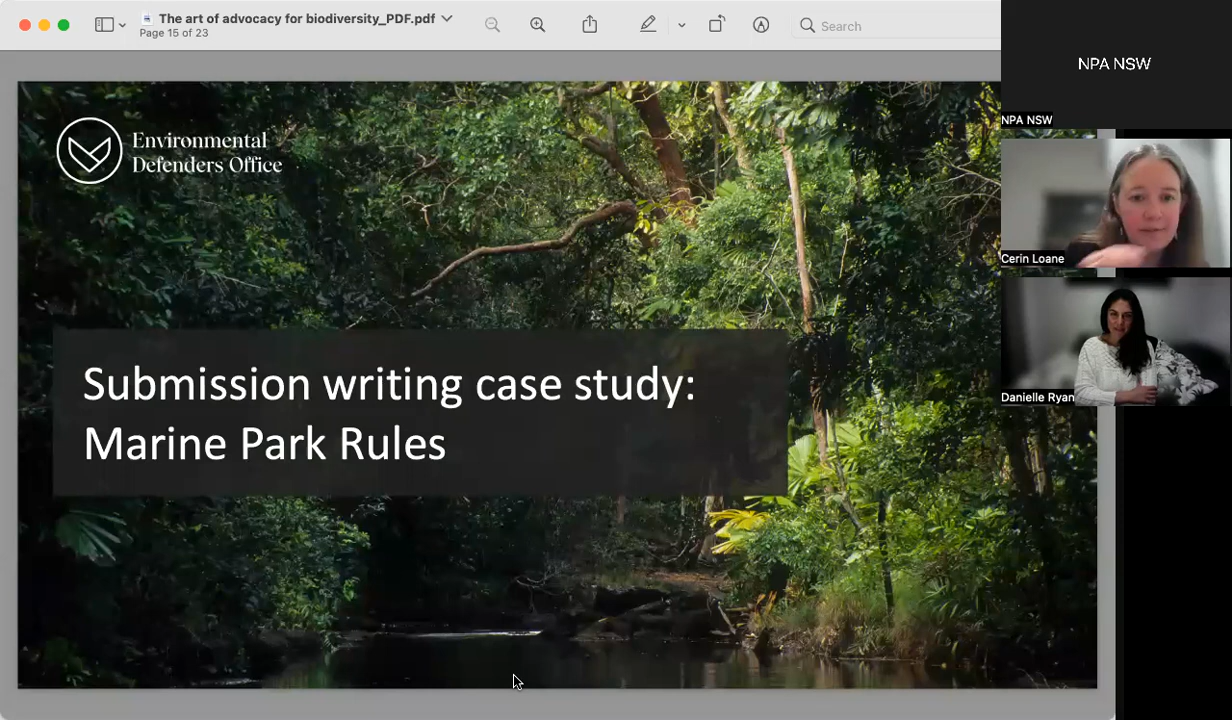 The art of advocacy for biodiversity_PDF.pdf
Page 15 of 23
Search
NPA NSW
NPA NSW
Environmental
Defenders Office
Cerin Loane
Submission writing case study:
Marine Park Rules
Danielle Ryan